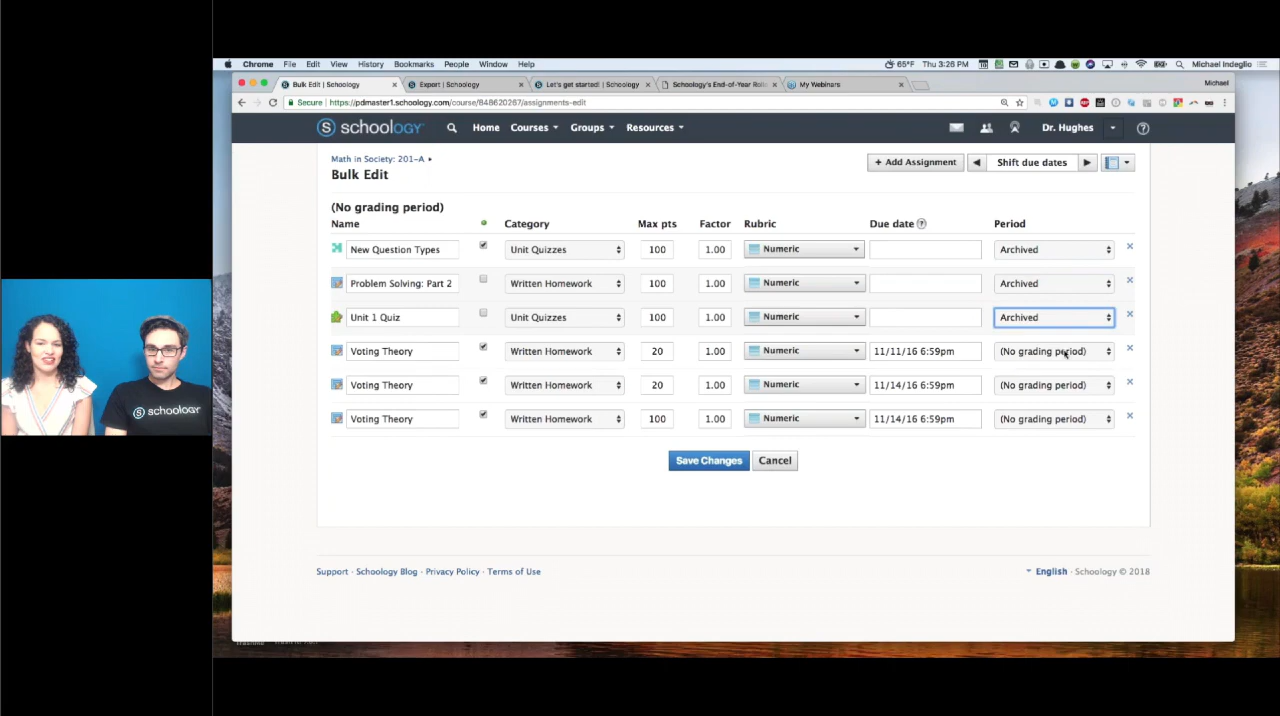 Chrome File Edit View History Bookmarks People Window Help 65°F Thu 3:26 PM Michael Indeglio
Bulk Edit | Schoology Export | Schoology Let's get started! | Schoology Schoology's End-of-Year Roll My Webinars Michael
Secure https://pdmaster1.schoology.com/course/848620267/assignments-edit
S schoology Home Courses Groups Resources Dr. Hughes
Math in Society: 201-A
Bulk Edit
+ Add Assignment Shift due dates
(No grading period)
Name Category Max pts Factor Rubric Due date ? Period
New Question Types Unit Quizzes 100 1.00 Numeric Archived
Problem Solving: Part 2 Written Homework 100 1.00 Numeric Archived
Unit 1 Quiz Unit Quizzes 100 1.00 Numeric Archived
Voting Theory Written Homework 20 1.00 Numeric 11/11/16 6:59pm (No grading period)
Voting Theory Written Homework 20 1.00 Numeric 11/14/16 6:59pm (No grading period)
Voting Theory Written Homework 100 1.00 Numeric 11/14/16 6:59pm (No grading period)
S schoology
Save Changes Cancel
Support · Schoology Blog · Privacy Policy · Terms of Use English · Schoology © 2018